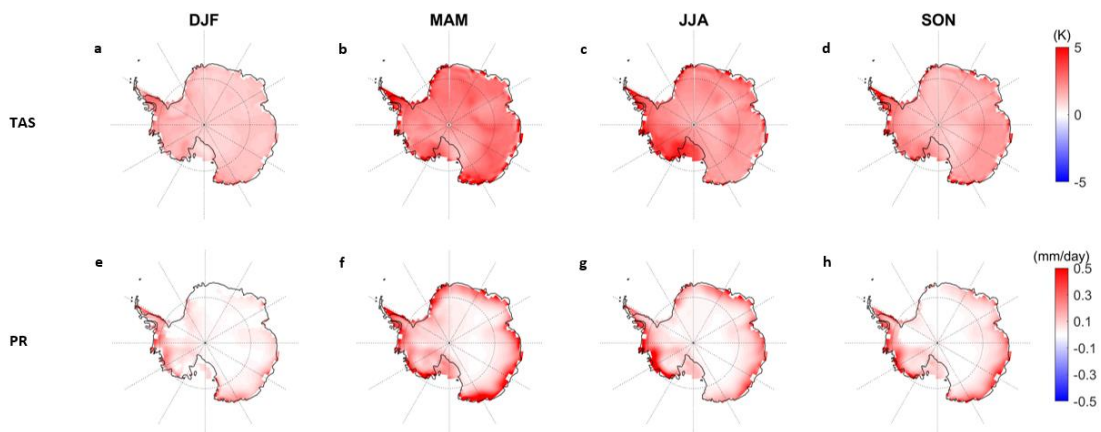 DJF MAM JJA SON
a b c d (K)
5
TAS 0
-5
e f g h (mm/day)
0.5
0.3
PR 0.1
-0.1
-0.3
-0.5